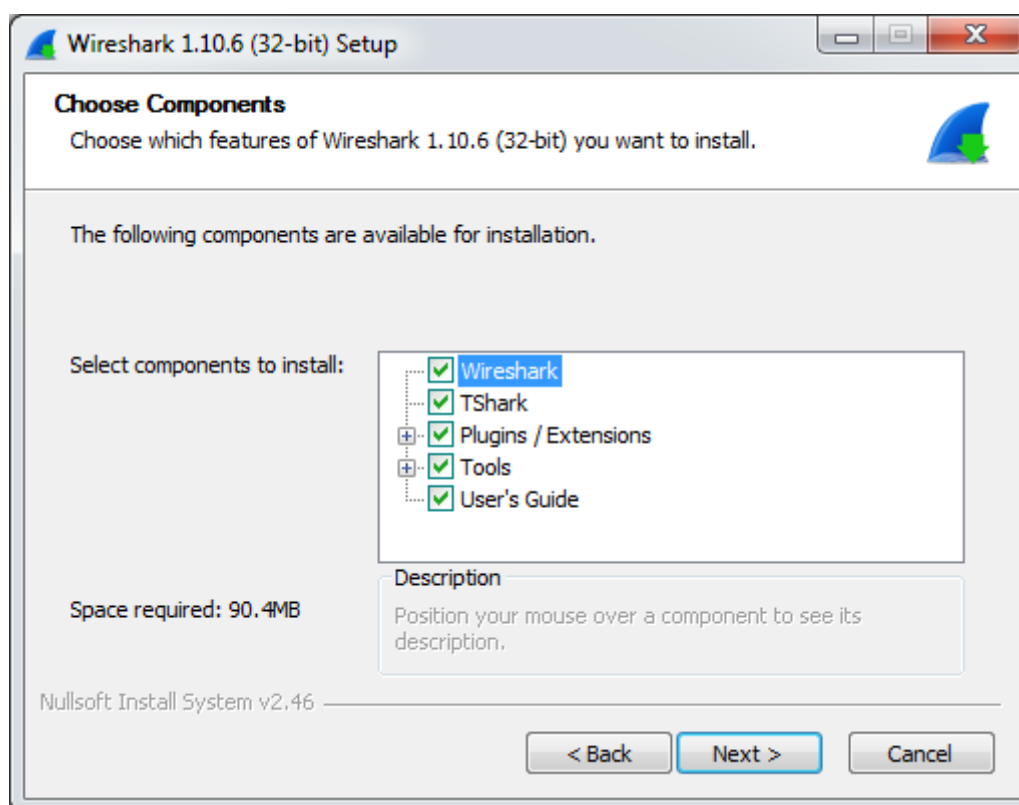 Wireshark 1.10.6 (32-bit) Setup
Choose Components
Choose which features of Wireshark 1.10.6 (32-bit) you want to install.
The following components are available for installation.
Select components to install:
Wireshark
TShark
Plugins / Extensions
Tools
User's Guide
Space required: 90.4MB
Description
Position your mouse over a component to see its
description.
Nullsoft Install System v2.46
< Back
Next >
Cancel